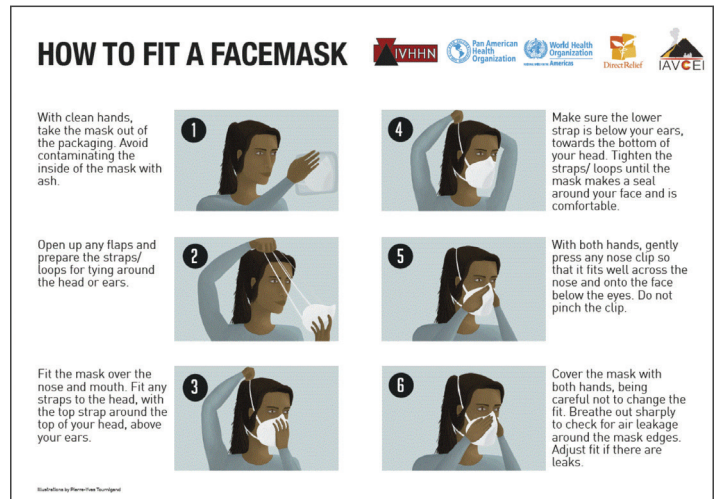 HOW TO FIT A FACEMASK
IVHHN
Pan American
Health
Organization
World Health
Organization
Americas
DirectRelief
IAVCEI
With clean hands,
take the mask out of
the packaging. Avoid
contaminating the
inside of the mask with
ash.
1
Open up any flaps and
prepare the straps/
loops for tying around
the head or ears.
2
Fit the mask over the
nose and mouth. Fit any
straps to the head, with
the top strap around the
top of your head, above
your ears.
3
4
Make sure the lower
strap is below your ears,
towards the bottom of
your head. Tighten the
straps/ loops until the
mask makes a seal
around your face and is
comfortable.
5
With both hands, gently
press any nose clip so
that it fits well across the
nose and onto the face
below the eyes. Do not
pinch the clip.
6
Cover the mask with
both hands, being
careful not to change the
fit. Breathe out sharply
to check for air leakage
around the mask edges.
Adjust fit if there are
leaks.
Illustrations by Pierre-Yves Tournigand